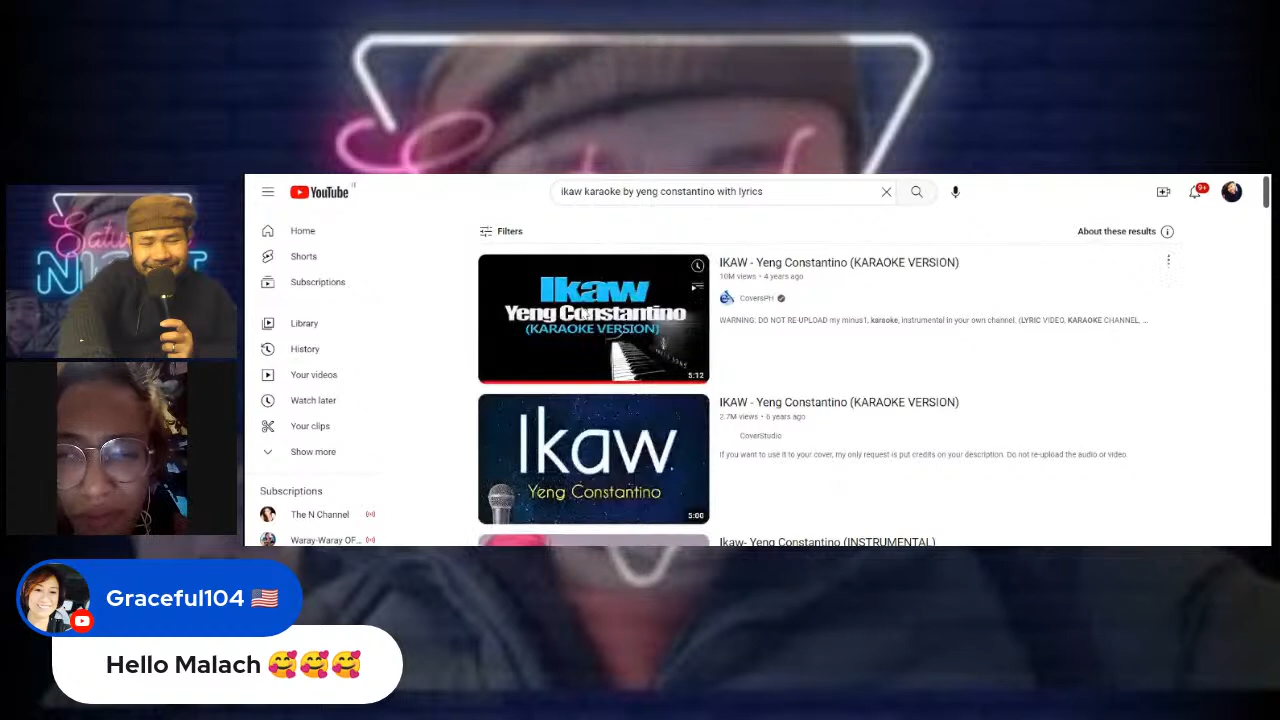 YouTube
IE
ikaw karaoke by yeng constantino with lyrics
9+
Home
Shorts
Subscriptions
Library
History
Your videos
Watch later
Your clips
Show more
Subscriptions
The N Channel
Waray-Waray OF...
Filters
About these results
Ikaw
Yeng Constantino
(KARAOKE VERSION)
5:12
IKAW - Yeng Constantino (KARAOKE VERSION)
10M views • 4 years ago
CoversPH
WARNING: DO NOT RE-UPLOAD my minus1, karaoke, instrumental in your own channel. (LYRIC VIDEO, KARAOKE CHANNEL, ...
Ikaw
Yeng Constantino
5:00
IKAW - Yeng Constantino (KARAOKE VERSION)
2.7M views • 6 years ago
CoverStudio
If you want to use it to your cover, my only request is put credits on your description. Do not re-upload the audio or video.
Ikaw- Yeng Constantino (INSTRUMENTAL)
Graceful104 🇺🇸
Hello Malach 🥰🥰🥰